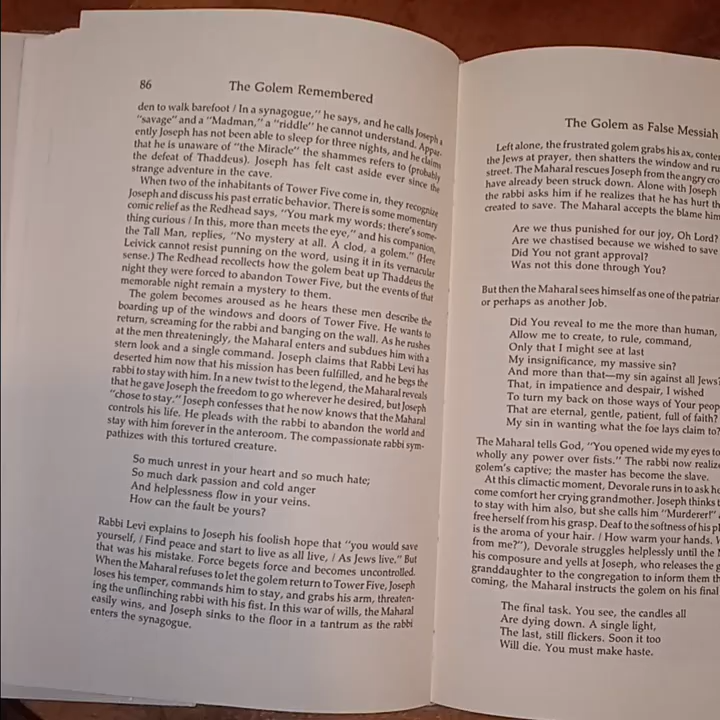 86
The Golem Remembered
den to walk barefoot / In a synagogue," he says, and he calls Joseph a
"savage" and a "Madman," a "riddle" he cannot understand. Appar-
ently Joseph has not been able to sleep for three nights, and he claims
that he is unaware of "the Miracle" the shammes refers to (probably
the defeat of Thaddeus). Joseph has felt cast aside ever since the
strange adventure in the cave.
When two of the inhabitants of Tower Five come in, they recognize
Joseph and discuss his past erratic behavior. There is some momentary
comic relief as the Redhead says, "You mark my words; there's some-
thing curious / In this, more than meets the eye," and his companion,
the Tall Man, replies, "No mystery at all. A clod, a golem." (Here
Leivick cannot resist punning on the word, using it in its vernacular
sense.) The Redhead recollects how the golem beat up Thaddeus the
night they were forced to abandon Tower Five, but the events of that
memorable night remain a mystery to them.
The golem becomes aroused as he hears these men describe the
boarding up of the windows and doors of Tower Five. He wants to
return, screaming for the rabbi and banging on the wall. As he rushes
at the men threateningly, the Maharal enters and subdues him with a
stern look and a single command. Joseph claims that Rabbi Levi has
deserted him now that his mission has been fulfilled, and he begs the
rabbi to stay with him. In a new twist to the legend, the Maharal reveals
that he gave Joseph the freedom to go wherever he desired, but Joseph
"chose to stay." Joseph confesses that he now knows that the Maharal
controls his life. He pleads with the rabbi to abandon the world and
stay with him forever in the anteroom. The compassionate rabbi sym-
pathizes with this tortured creature.
So much unrest in your heart and so much hate;
So much dark passion and cold anger
And helplessness flow in your veins.
How can the fault be yours?
Rabbi Levi explains to Joseph his foolish hope that "you would save
yourself, / Find peace and start to live as all live, / As Jews live." But
that was his mistake. Force begets force and becomes uncontrolled.
When the Maharal refuses to let the golem return to Tower Five, Joseph
loses his temper, commands him to stay, and grabs his arm, threaten-
ing the unflinching rabbi with his fist. In this war of wills, the Maharal
easily wins, and Joseph sinks to the floor in a tantrum as the rabbi
enters the synagogue.
The Golem as False Messiah
Left alone, the frustrated golem grabs his ax,
the Jews at prayer, then shatters the window and
street. The Maharal rescues Joseph from the angry
have already been struck down. Alone with Joseph
the rabbi asks him if he realizes that he has hurt
created to save. The Maharal accepts the blame
Are we thus punished for our joy, Oh Lord?
Are we chastised because we wished to save
Did You not grant approval?
Was not this done through You?
But then the Maharal sees himself as one of the
or perhaps as another Job.
Did You reveal to me the more than human,
Allow me to create, to rule, command,
Only that I might see at last
My insignificance, my massive sin?
And more than that—my sin against all Jews?
That, in impatience and despair, I wished
To turn my back on those ways of Your
That are eternal, gentle, patient, full of faith?
My sin in wanting what the foe lays claim to?
The Maharal tells God, "You opened wide my eyes
wholly any power over fists." The rabbi now
golem's captive; the master has become the slave.
At this climactic moment, Devorale runs in to ask
come comfort her crying grandmother. Joseph thinks
to stay with him also, but she calls him "Murderer!"
free herself from his grasp. Deaf to the softness of his
is the aroma of your hair. / How warm your hands.
from me?"), Devorale struggles helplessly until the
his composure and yells at Joseph, who releases the
granddaughter to the congregation to inform them
coming, the Maharal instructs the golem on his final
The final task. You see, the candles all
Are dying down. A single light,
The last, still flickers. Soon it too
Will die. You must make haste.